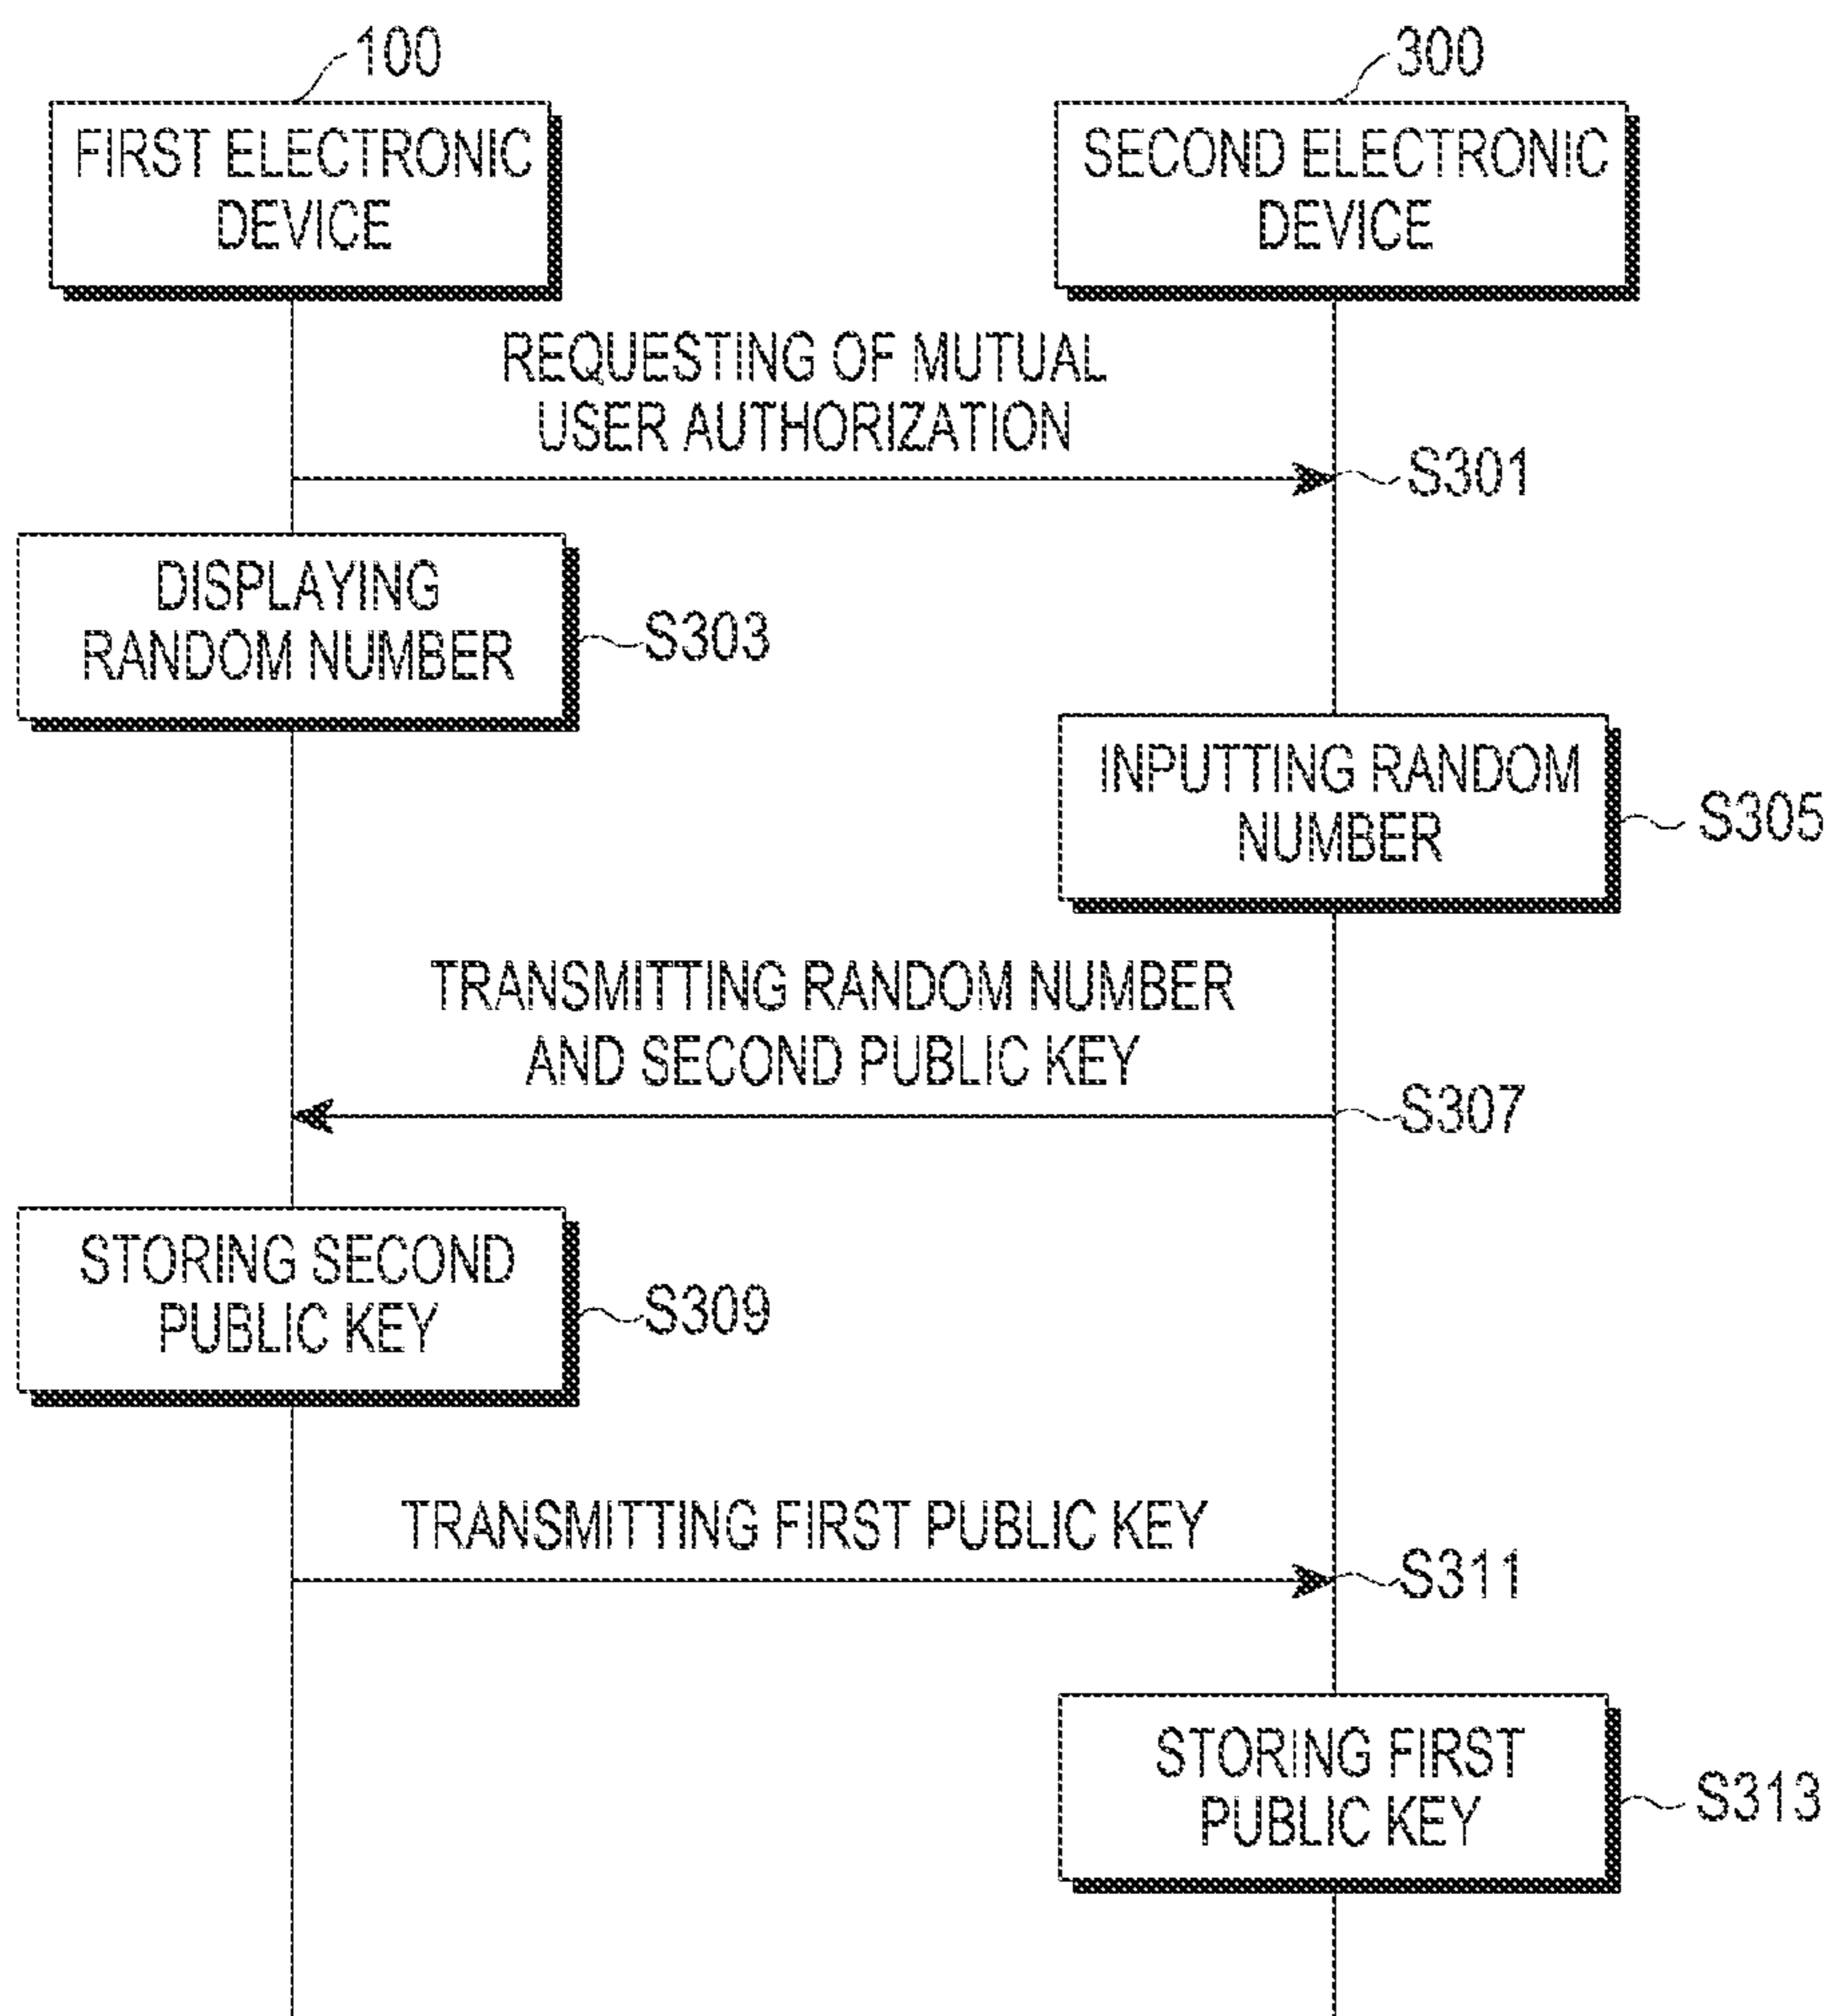 100
300
FIRST ELECTRONIC
DEVICE
SECOND ELECTRONIC
DEVICE
REQUESTING OF MUTUAL
USER AUTHORIZATION
S301
DISPLAYING
RANDOM NUMBER
S303
INPUTTING RANDOM
NUMBER
S305
TRANSMITTING RANDOM NUMBER
AND SECOND PUBLIC KEY
S307
STORING SECOND
PUBLIC KEY
S309
TRANSMITTING FIRST PUBLIC KEY
S311
STORING FIRST
PUBLIC KEY
S313